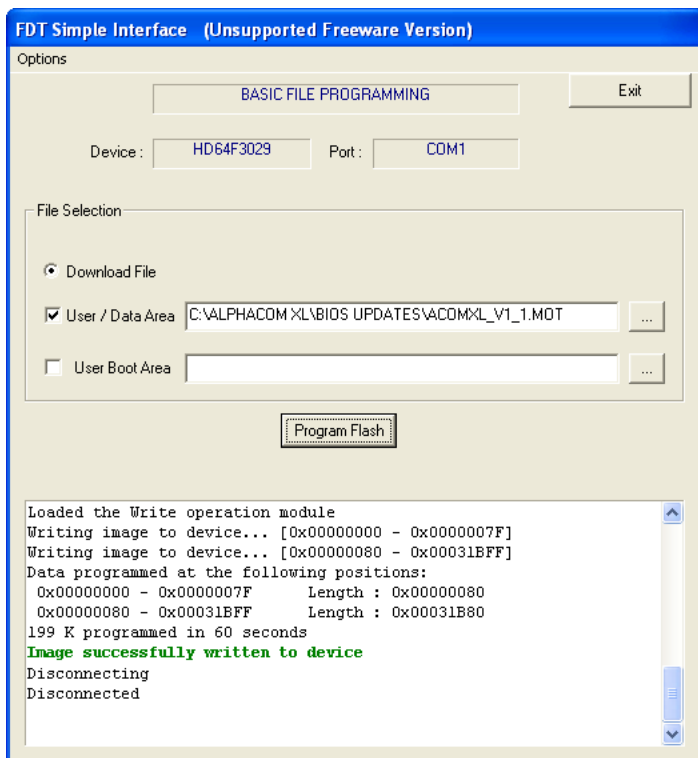 FDT Simple Interface (Unsupported Freeware Version)
Options
BASIC FILE PROGRAMMING
Exit
Device : HD64F3029 Port : COM1
File Selection
Download File
User / Data Area C:\ALPHACOM XL\BIOS UPDATES\ACOMXL_V1_1.MOT ...
User Boot Area ...
Program Flash
Loaded the Write operation module
Writing image to device... [0x00000000 - 0x0000007F]
Writing image to device... [0x00000080 - 0x00031BFF]
Data programmed at the following positions:
0x00000000 - 0x0000007F Length : 0x00000080
0x00000080 - 0x00031BFF Length : 0x00031B80
199 K programmed in 60 seconds
Image successfully written to device
Disconnecting
Disconnected